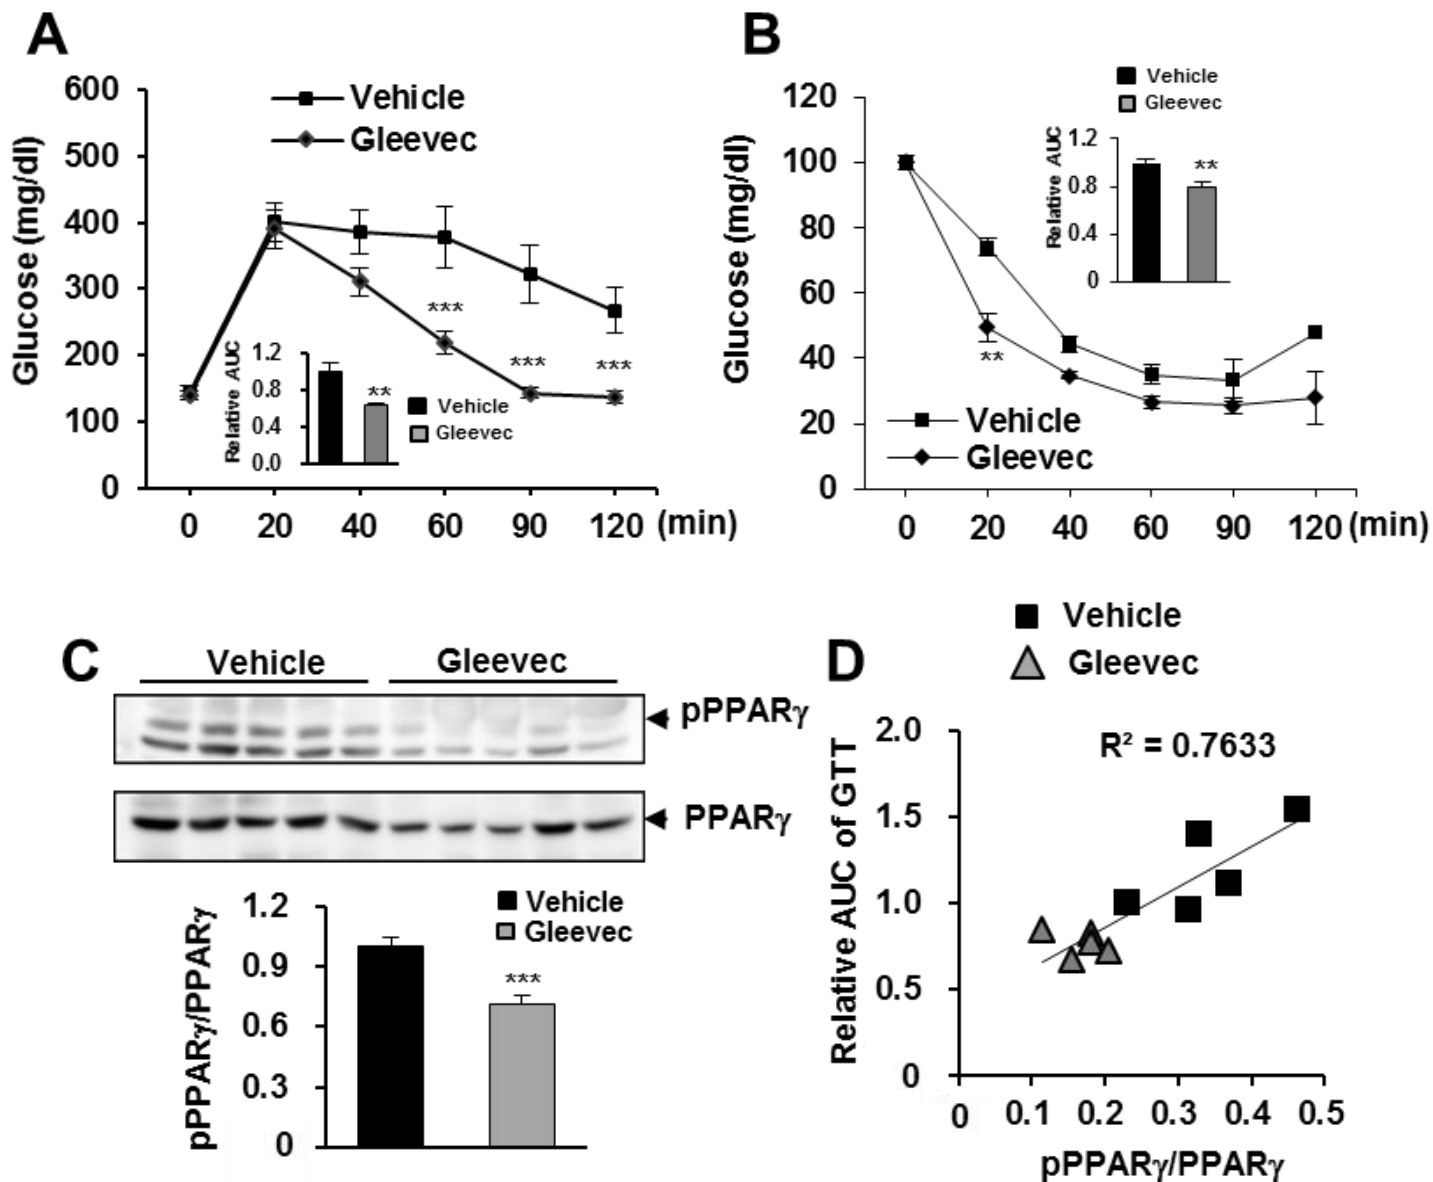 A
Glucose (mg/dl)
600
500
400
300
200
100
0
Vehicle
Gleevec
***
***
***
Relative AUC
1.2
0.8
0.4
0.0
**
Vehicle
Gleevec
0 20 40 60 90 120 (min)
B
Glucose (mg/dl)
120
100
80
60
40
20
0
Vehicle
Gleevec
Relative AUC
1.2
0.8
0.4
0
**
**
Vehicle
Gleevec
0 20 40 60 90 120 (min)
C
Vehicle Gleevec
pPPARγ
PPARγ
pPPARγ/PPARγ
1.2
0.9
0.6
0.3
0
Vehicle
Gleevec
***
D
Vehicle
Gleevec
Relative AUC of GTT
2.0
1.5
1.0
0.5
0
R² = 0.7633
0 0.1 0.2 0.3 0.4 0.5
pPPARγ/PPARγ